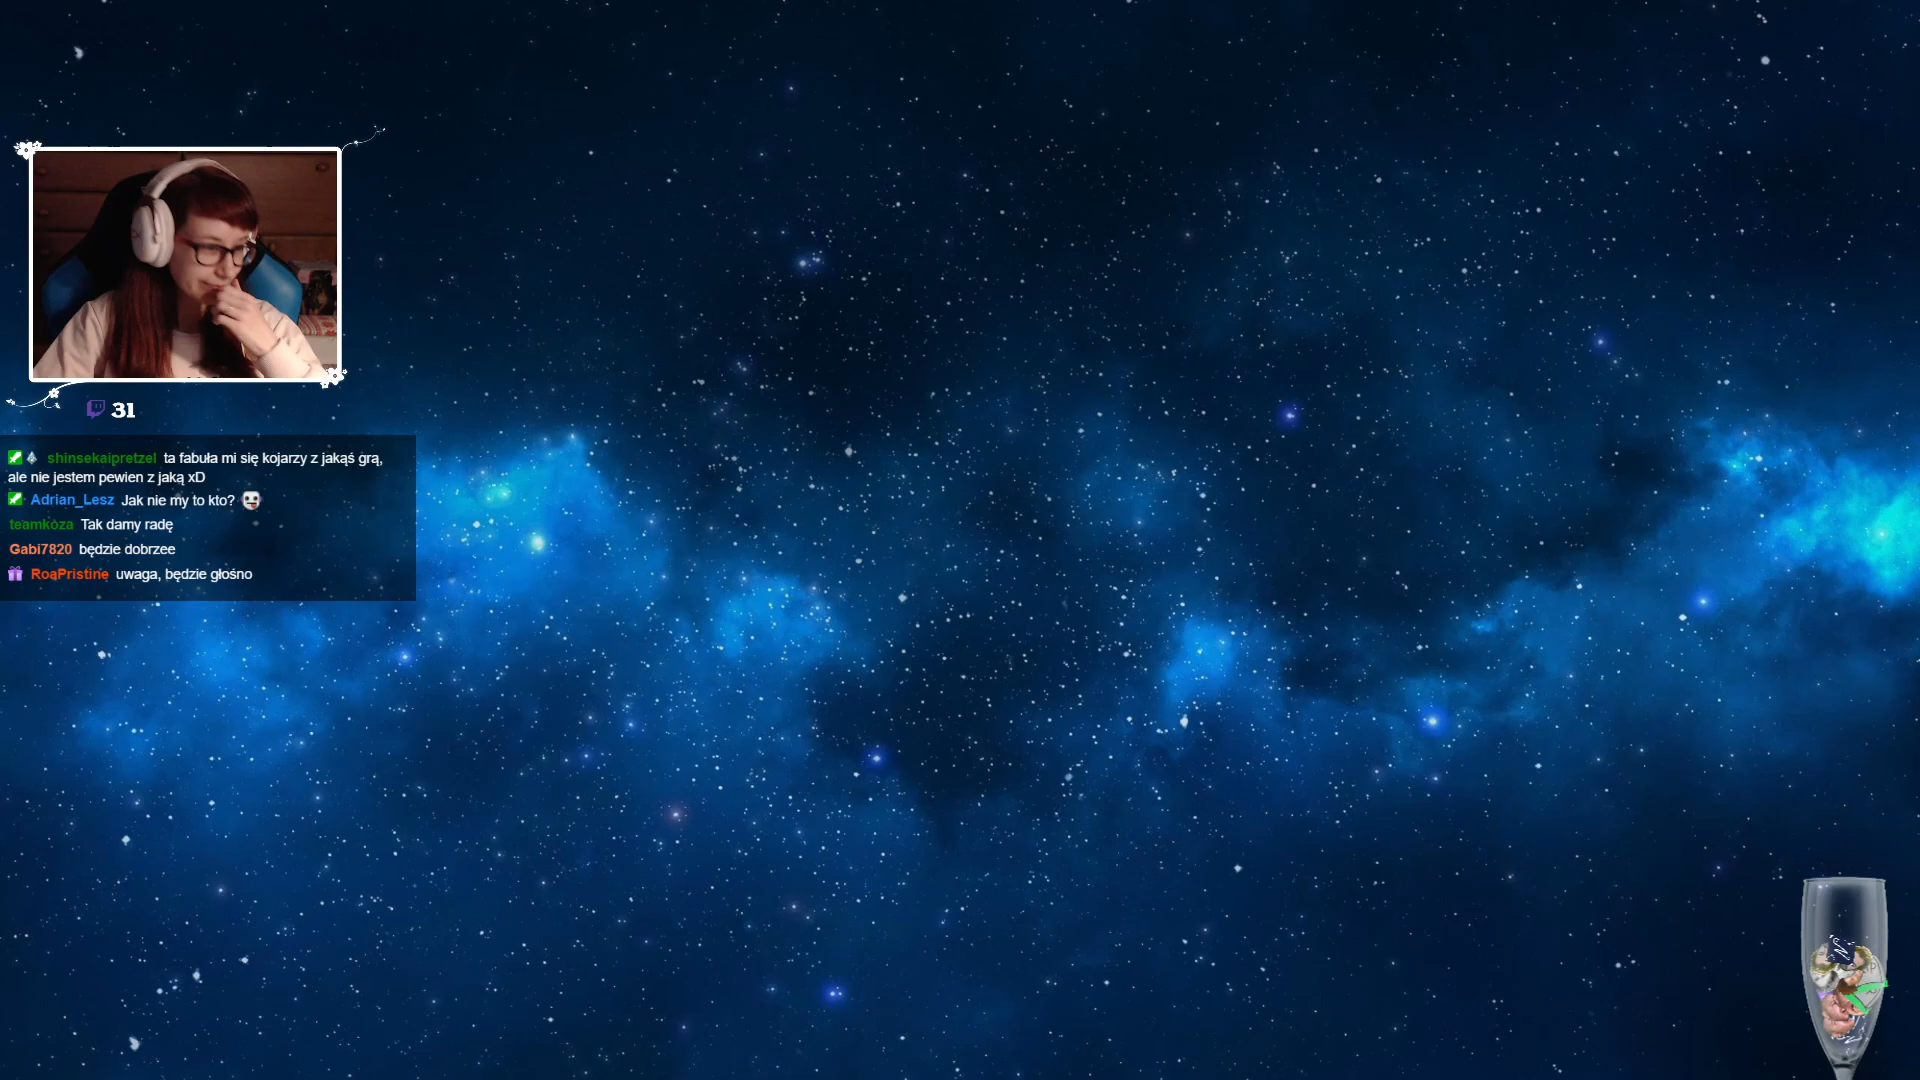 31
shinsekaipretzel ta fabuła mi się kojarzy z jakąś grą,
ale nie jestem pewien z jaką xD
Adrian_Lesz Jak nie my to kto?
teamkoza Tak damy radę
Gabi7820 będzie dobrzee
RoaPristine uwaga, będzie głośno